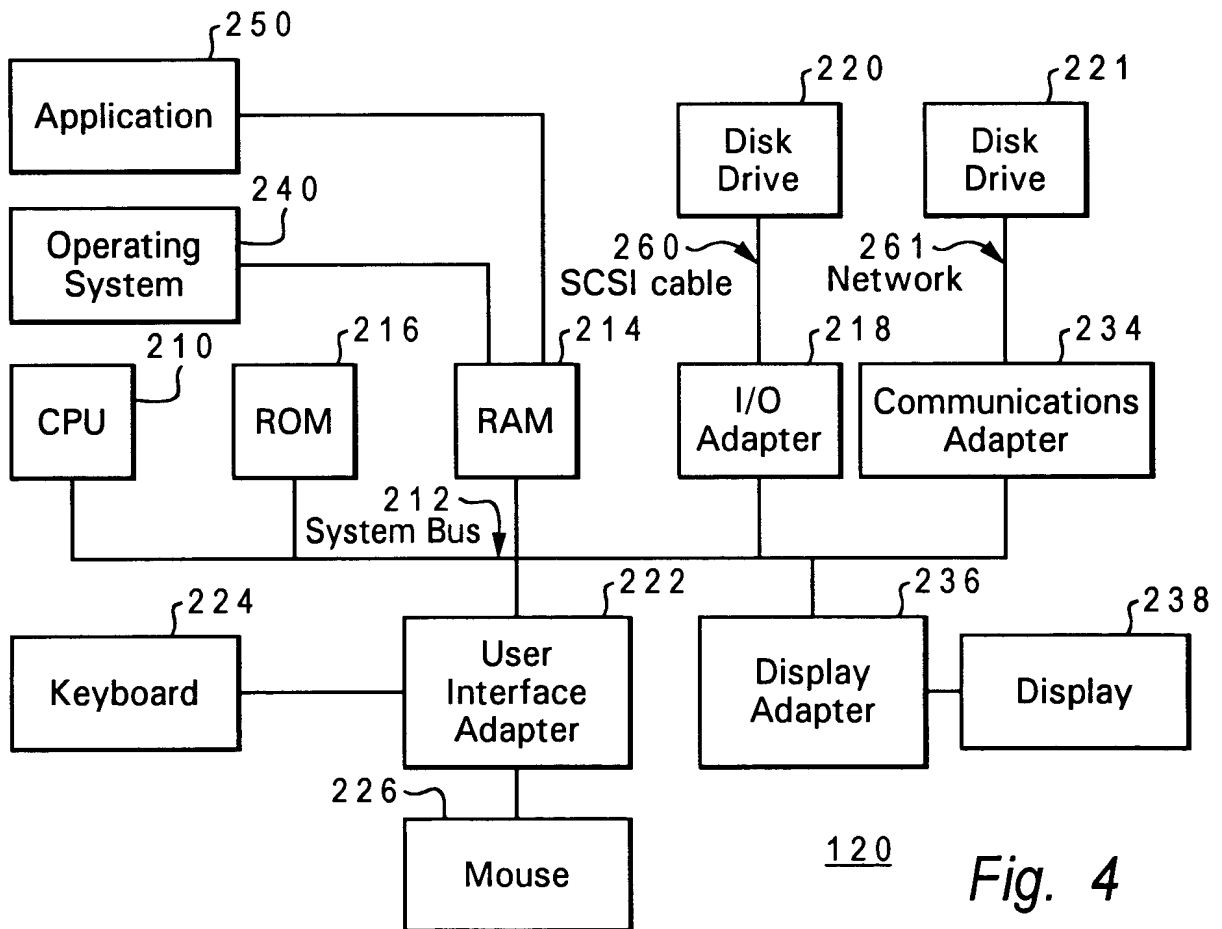 250
Application
220
221
Disk
Drive
Disk
Drive
240
Operating
System
260
SCSI cable
261
Network
210
CPU
216
ROM
214
RAM
218
I/O
Adapter
234
Communications
Adapter
212
System Bus
224
Keyboard
222
User
Interface
Adapter
236
Display
Adapter
238
Display
226
Mouse
120
Fig. 4